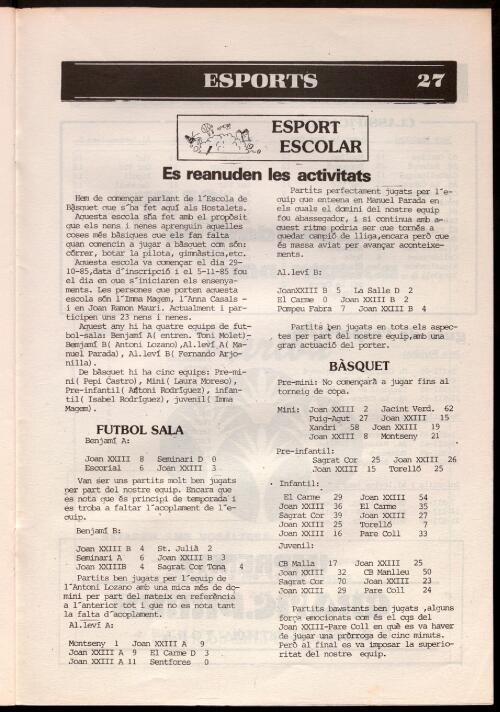 ESPORTS 27
ESPORT
ESCOLAR
Es reanuden les activitats
Hem de començar parlant de l´Escola de
Bàsquet que s´ha fet aquí als Hostalets.
Aquesta escola s´ha fet amb el propòsit
que els nens i nenes aprenguin aquelles
coses més bàsiques que els fan falta
quan comencin a jugar a bàsquet com són:
córrer, botar la pilota, gimnàstica,etc.
Aquesta escola va començar el dia 29-
10-85,data d´inscripció i el 5-11-85 fou
el dia en que s´iniciaren els ensenya-
ments. Les persones que porten aquesta
escola són l´Imma Magem, l´Anna Casals -
i en Joan Ramon Mauri. Actualment i par-
ticipen uns 23 nens i nenes.
Aquest any hi ha quatre equips de fut-
bol-sala: Benjamí A( entren. Toni Molet)-
Bemjamí B( Antoni Lozano),Al.leví A( Ma-
nuel Parada), Al.leví B( Fernando Arjo-
nilla).
De bàsquet hi ha cinc equips: Pre-mi-
ni( Pepi Castro), Mini( Laura Moreso),
Pre-infantil( Antoni Rodríguez), infan-
til( Isabel Rodríguez), juvenil( Imma
Magem).
FUTBOL SALA
Benjamí A:
Joan XXIII 8 Seminari D 0
Escorial 6 Joan XXIII 3
Van ser uns partits molt ben jugats
per part del nostre equip. Encara que
es nota que és principi de temporada i
es troba a faltar l´acoplament de l´e-
quip.
Benjamí B:
Joan XXIII B 4 St. Julià 2
Seminari A 6 Joan XXIII B 3
Joan XXIIIB 4 Sagrat Cor Tona 4
Partits ben jugats per l´equip de
l´Antoni Lozano amb una mica més de do-
mini per part del mateix en referència
a l´anterior tot i que no es nota tant
la falta d´acoplament.
Al.leví A:
Montseny 1 Joan XXIII A 9
Joan XXIII A 9 El Carme D 3
Joan XXIII A 11 Sentfores 0
Partits perfectament jugats per l´e-
quip que entrena en Manuel Parada en
els quals el domini del nostre equip
fou abassegador, i si continua amb a-
quest ritme podria ser que tornés a
quedar campió de lliga,encara però que
és massa aviat per avançar aconteixe-
ments.
Al.leví B:
JoanXXIII B 5 La Salle D 2
El Carme 0 Joan XXIII B 2
Pompeu Fabra 7 Joan XXIII B 4
Partits ben jugats en tots els aspec-
tes per part del nostre equip,amb una
gran actuació del porter.
BÀSQUET
Pre-mini: No començarà a jugar fins al
torneig de copa.
Mini: Joan XXIII 2 Jacint Verd. 62
Puig-Agut 27 Joan XXIII 15
Xandri 58 Joan XXIII 19
Joan XXIII 8 Montseny 21
Pre-infantil:
Sagrat Cor 25 Joan XXIII 26
Joan XXIII 15 Torelló 25
Infantil:
El Carme 29 Joan XXIII 54
Joan XXIII 36 El Carme 35
Sagrat Cor 39 Joan XXIII 27
Joan XXIII 25 Torelló 7
Joan XXIII 16 Pare Coll 33
Juvenil:
CB Malla 17 Joan XXIII 25
Joan XXIII 32 CB Manlleu 50
Sagrat Cor 70 Joan XXIII 23
Joan XXIII 29 Pare Coll 24
Partits bawstants ben jugats ,alguns
força emocionats com és el cas del
Joan XXIII-Pare Coll en què es va haver
de jugar una pròrroga de cinc minuts.
Però al final es va imposar la superio-
ritat del nostre equip.